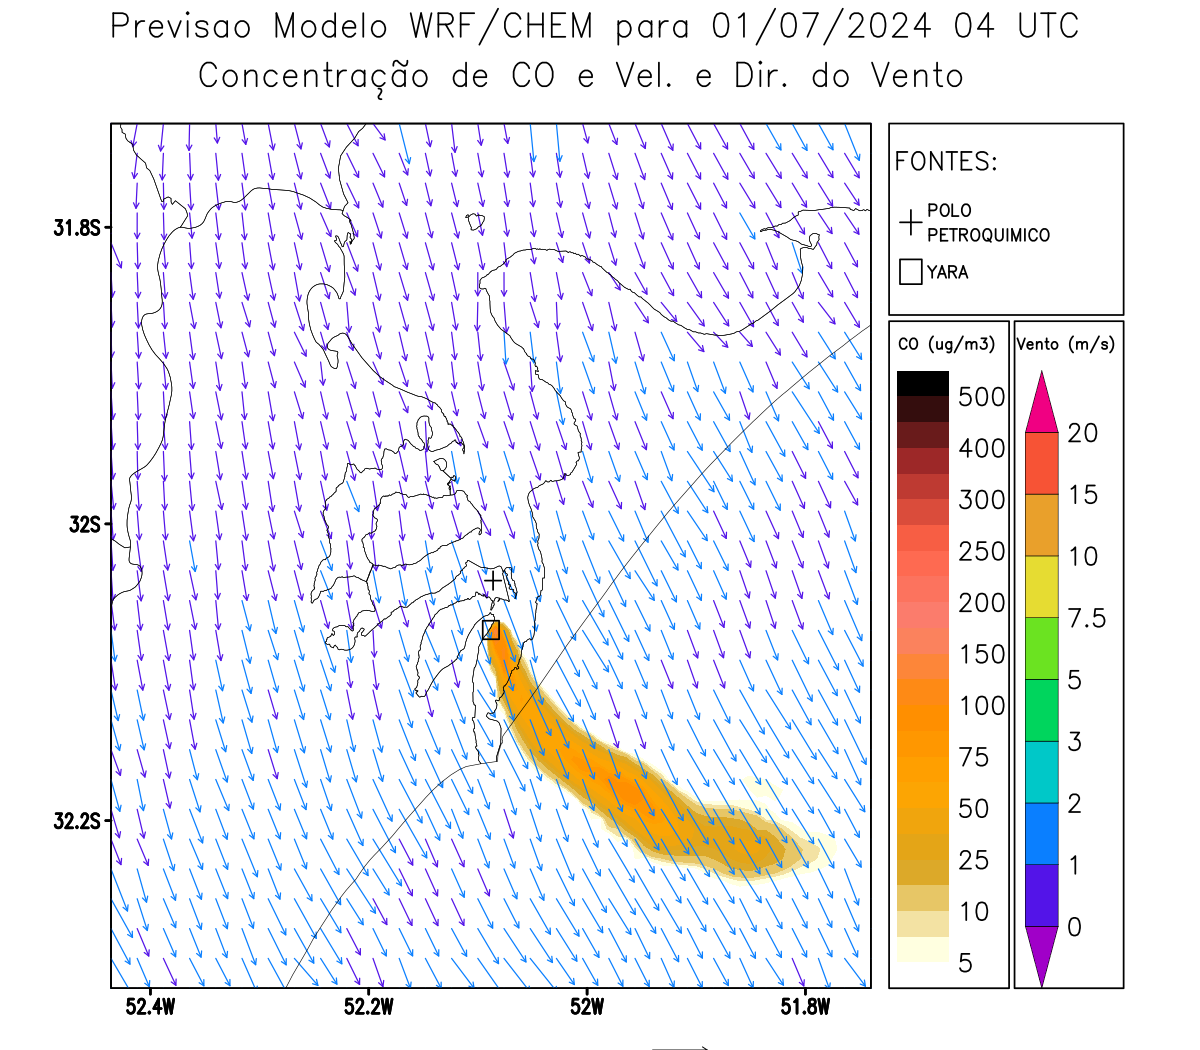 Previsao Modelo WRF/CHEM para 01/07/2024 04 UTC
Concentração de CO e Vel. e Dir. do Vento
FONTES:
POLO
PETROQUIMICO
YARA
CO (ug/m3)
500
400
300
250
200
150
100
75
50
25
10
5
Vento (m/s)
20
15
10
7.5
5
3
2
1
0
31.8S
32S
32.2S
52.4W
52.2W
52W
51.8W